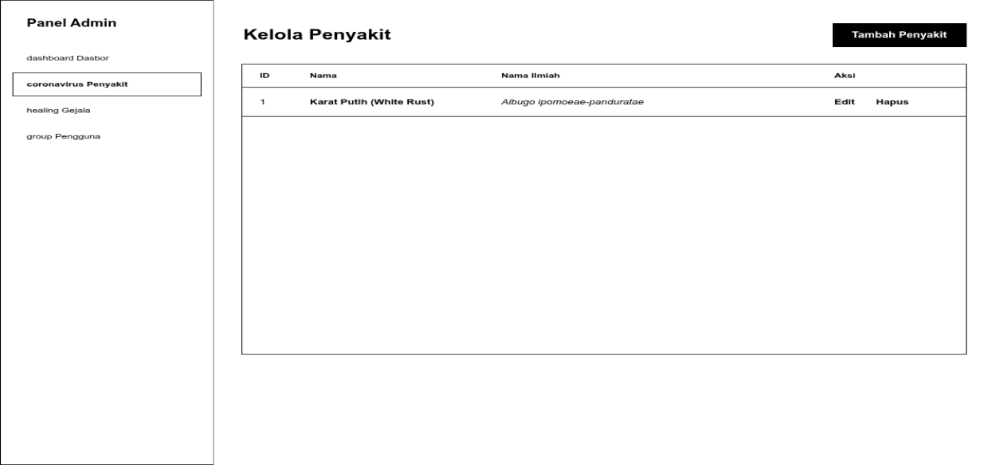 Panel Admin
dashboard Dasbor
coronavirus Penyakit
healing Gejala
group Pengguna
Kelola Penyakit
Tambah Penyakit
ID Nama Nama Ilmiah Aksi
1 Karat Putih (White Rust) Albugo ipomoeae-panduratae Edit Hapus